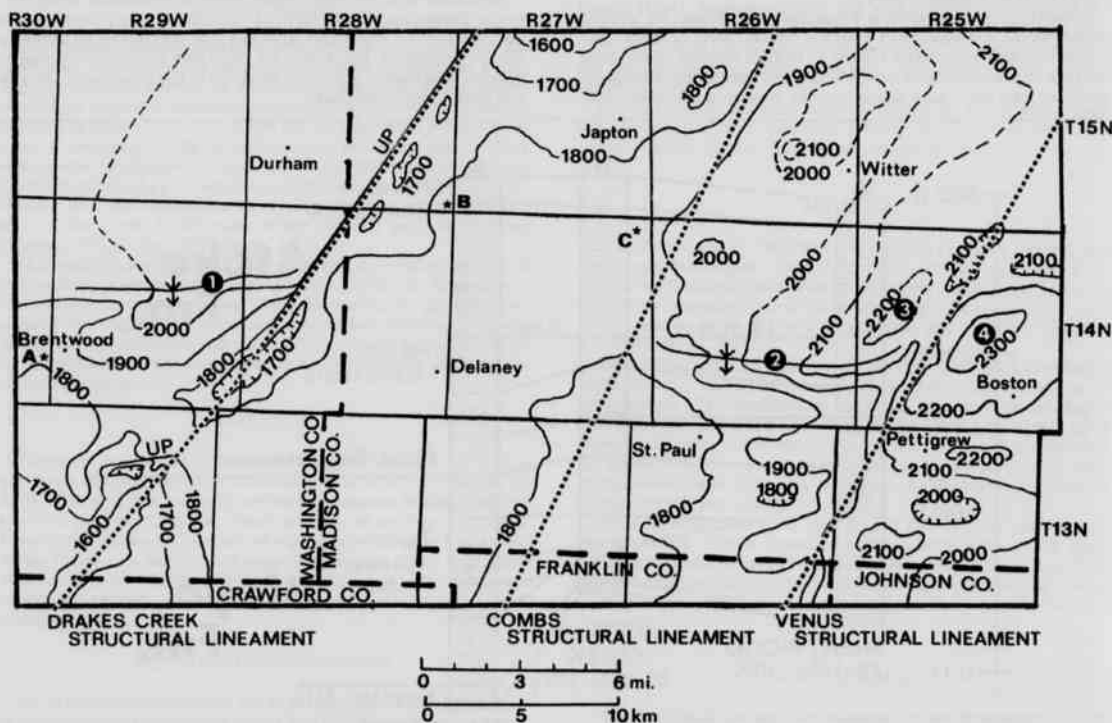 R30W R29W R28W R27W R26W R25W
1600
1700
1800
1900
2100
T15N
UP
1700
Japton
1800
2100
2000
Witter
Durham
B
C
2000
2000
2100
2100
2100
1
2000
2200
3
4
2300
T14N
Brentwood
A
1900
1800
1800
1700
Delaney
2
Boston
2200
UP
St. Paul
Pettigrew
2100
2200
1900
1800
2000
1700
1600
1700
1800
WASHINGTON CO.
MADISON CO.
1800
1800
2100
2000
T13N
FRANKLIN CO.
JOHNSON CO.
CRAWFORD CO.
DRAKES CREEK
STRUCTURAL LINEAMENT
COMBS
STRUCTURAL LINEAMENT
VENUS
STRUCTURAL LINEAMENT
0 3 6 mi.
0 5 10 km